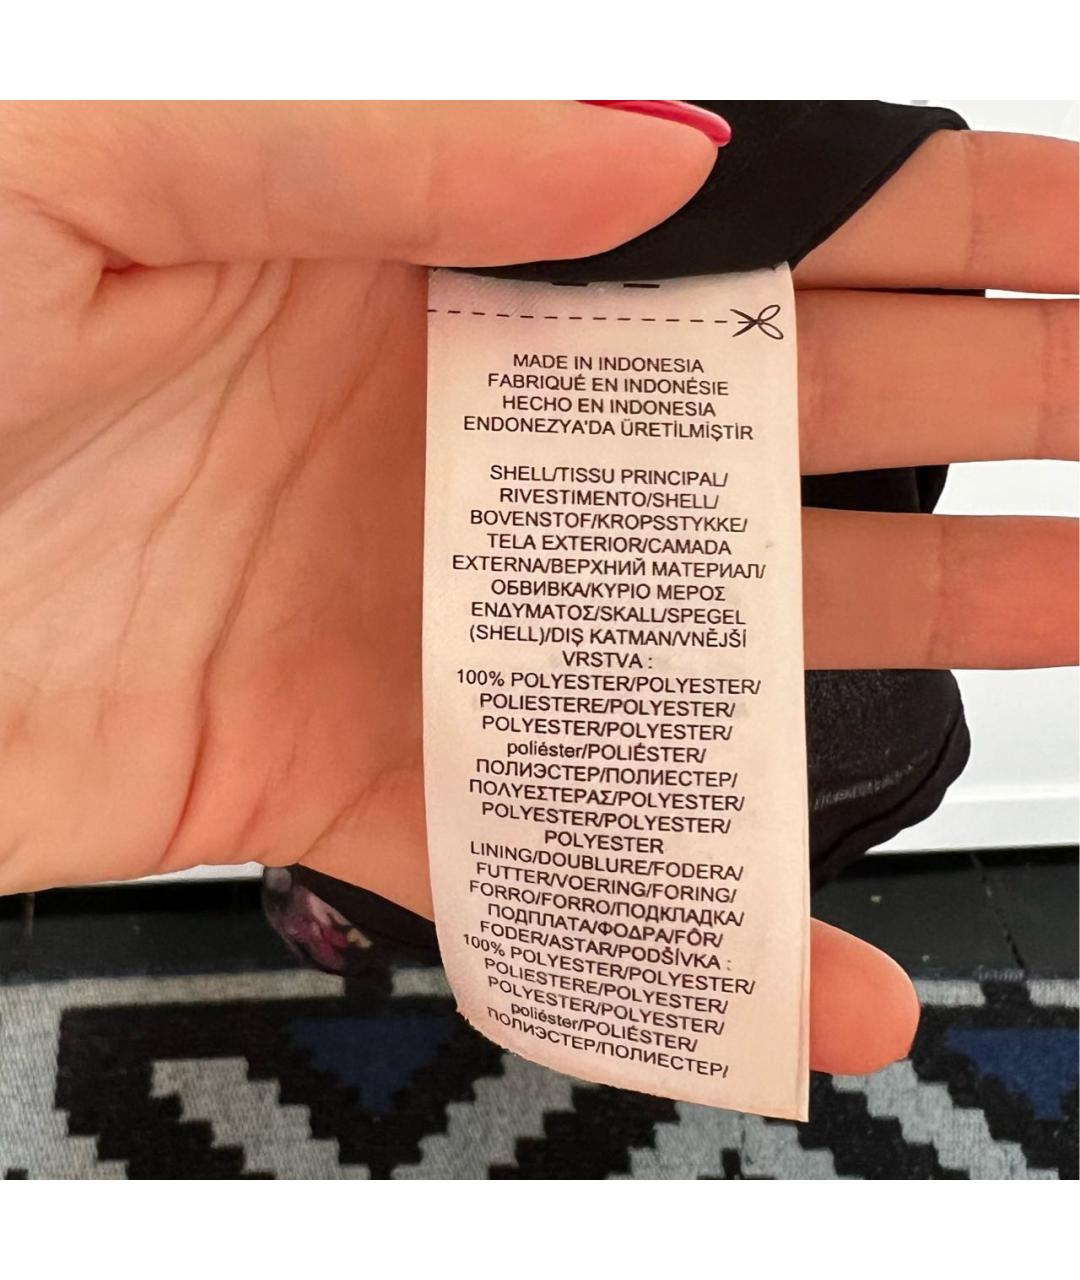 MADE IN INDONESIA
FABRIQUÉ EN INDONÉSIE
HECHO EN INDONESIA
ENDONEZYA'DA ÜRETİLMİŞTİR
SHELL/TISSU PRINCIPAL/
RIVESTIMENTO/SHELL/
BOVENSTOF/KROPSSTYKKE/
TELA EXTERIOR/CAMADA
EXTERNA/ВЕРХНИЙ МАТЕРИАЛ/
ОБВИВКА/ΚΥΡΙΟ ΜΕΡΟΣ
ΕΝΔΥΜΑΤΟΣ/SKALL/SPEGEL
(SHELL)/DIŞ KATMAN/VNĚJŠÍ
VRSTVA :
100% POLYESTER/POLYESTER/
POLIESTERE/POLYESTER/
POLYESTER/POLYESTER/
poliéster/POLIÉSTER/
ПОЛИЭСТЕР/ПОЛИЕСТЕР/
ΠΟΛΥΕΣΤΕΡΑΣ/POLYESTER/
POLYESTER/POLYESTER/
POLYESTER
LINING/DOUBLURE/FODERA/
FUTTER/VOERING/FORING/
FORRO/FORRO/ПОДКЛАДКА/
ПОДПЛАТА/ΦΟΔΡΑ/FÔR/
FODER/ASTAR/PODŠÍVKA :
100% POLYESTER/POLYESTER/
POLIESTERE/POLYESTER/
POLYESTER/POLYESTER/
poliéster/POLIÉSTER/
ПОЛИЭСТЕР/ПОЛИЕСТЕР/